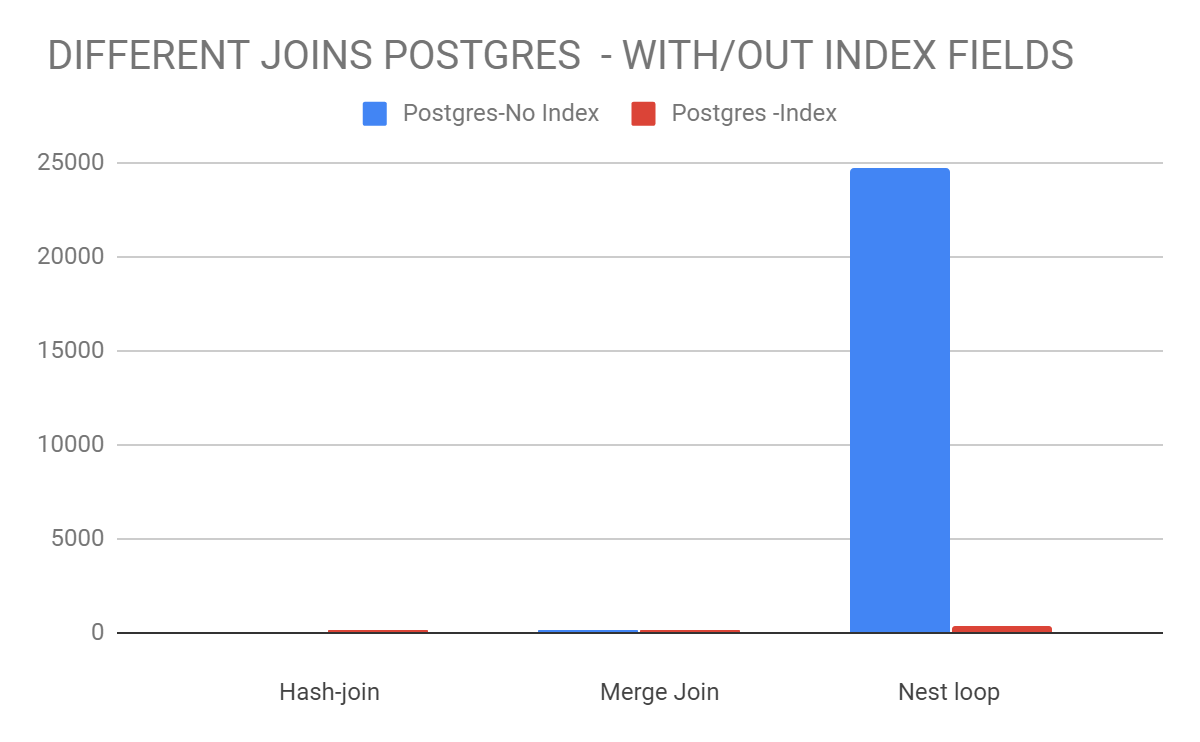 DIFFERENT JOINS POSTGRES - WITH/OUT INDEX FIELDS
Postgres-No Index Postgres -Index
25000
20000
15000
10000
5000
0
Hash-join Merge Join Nest loop